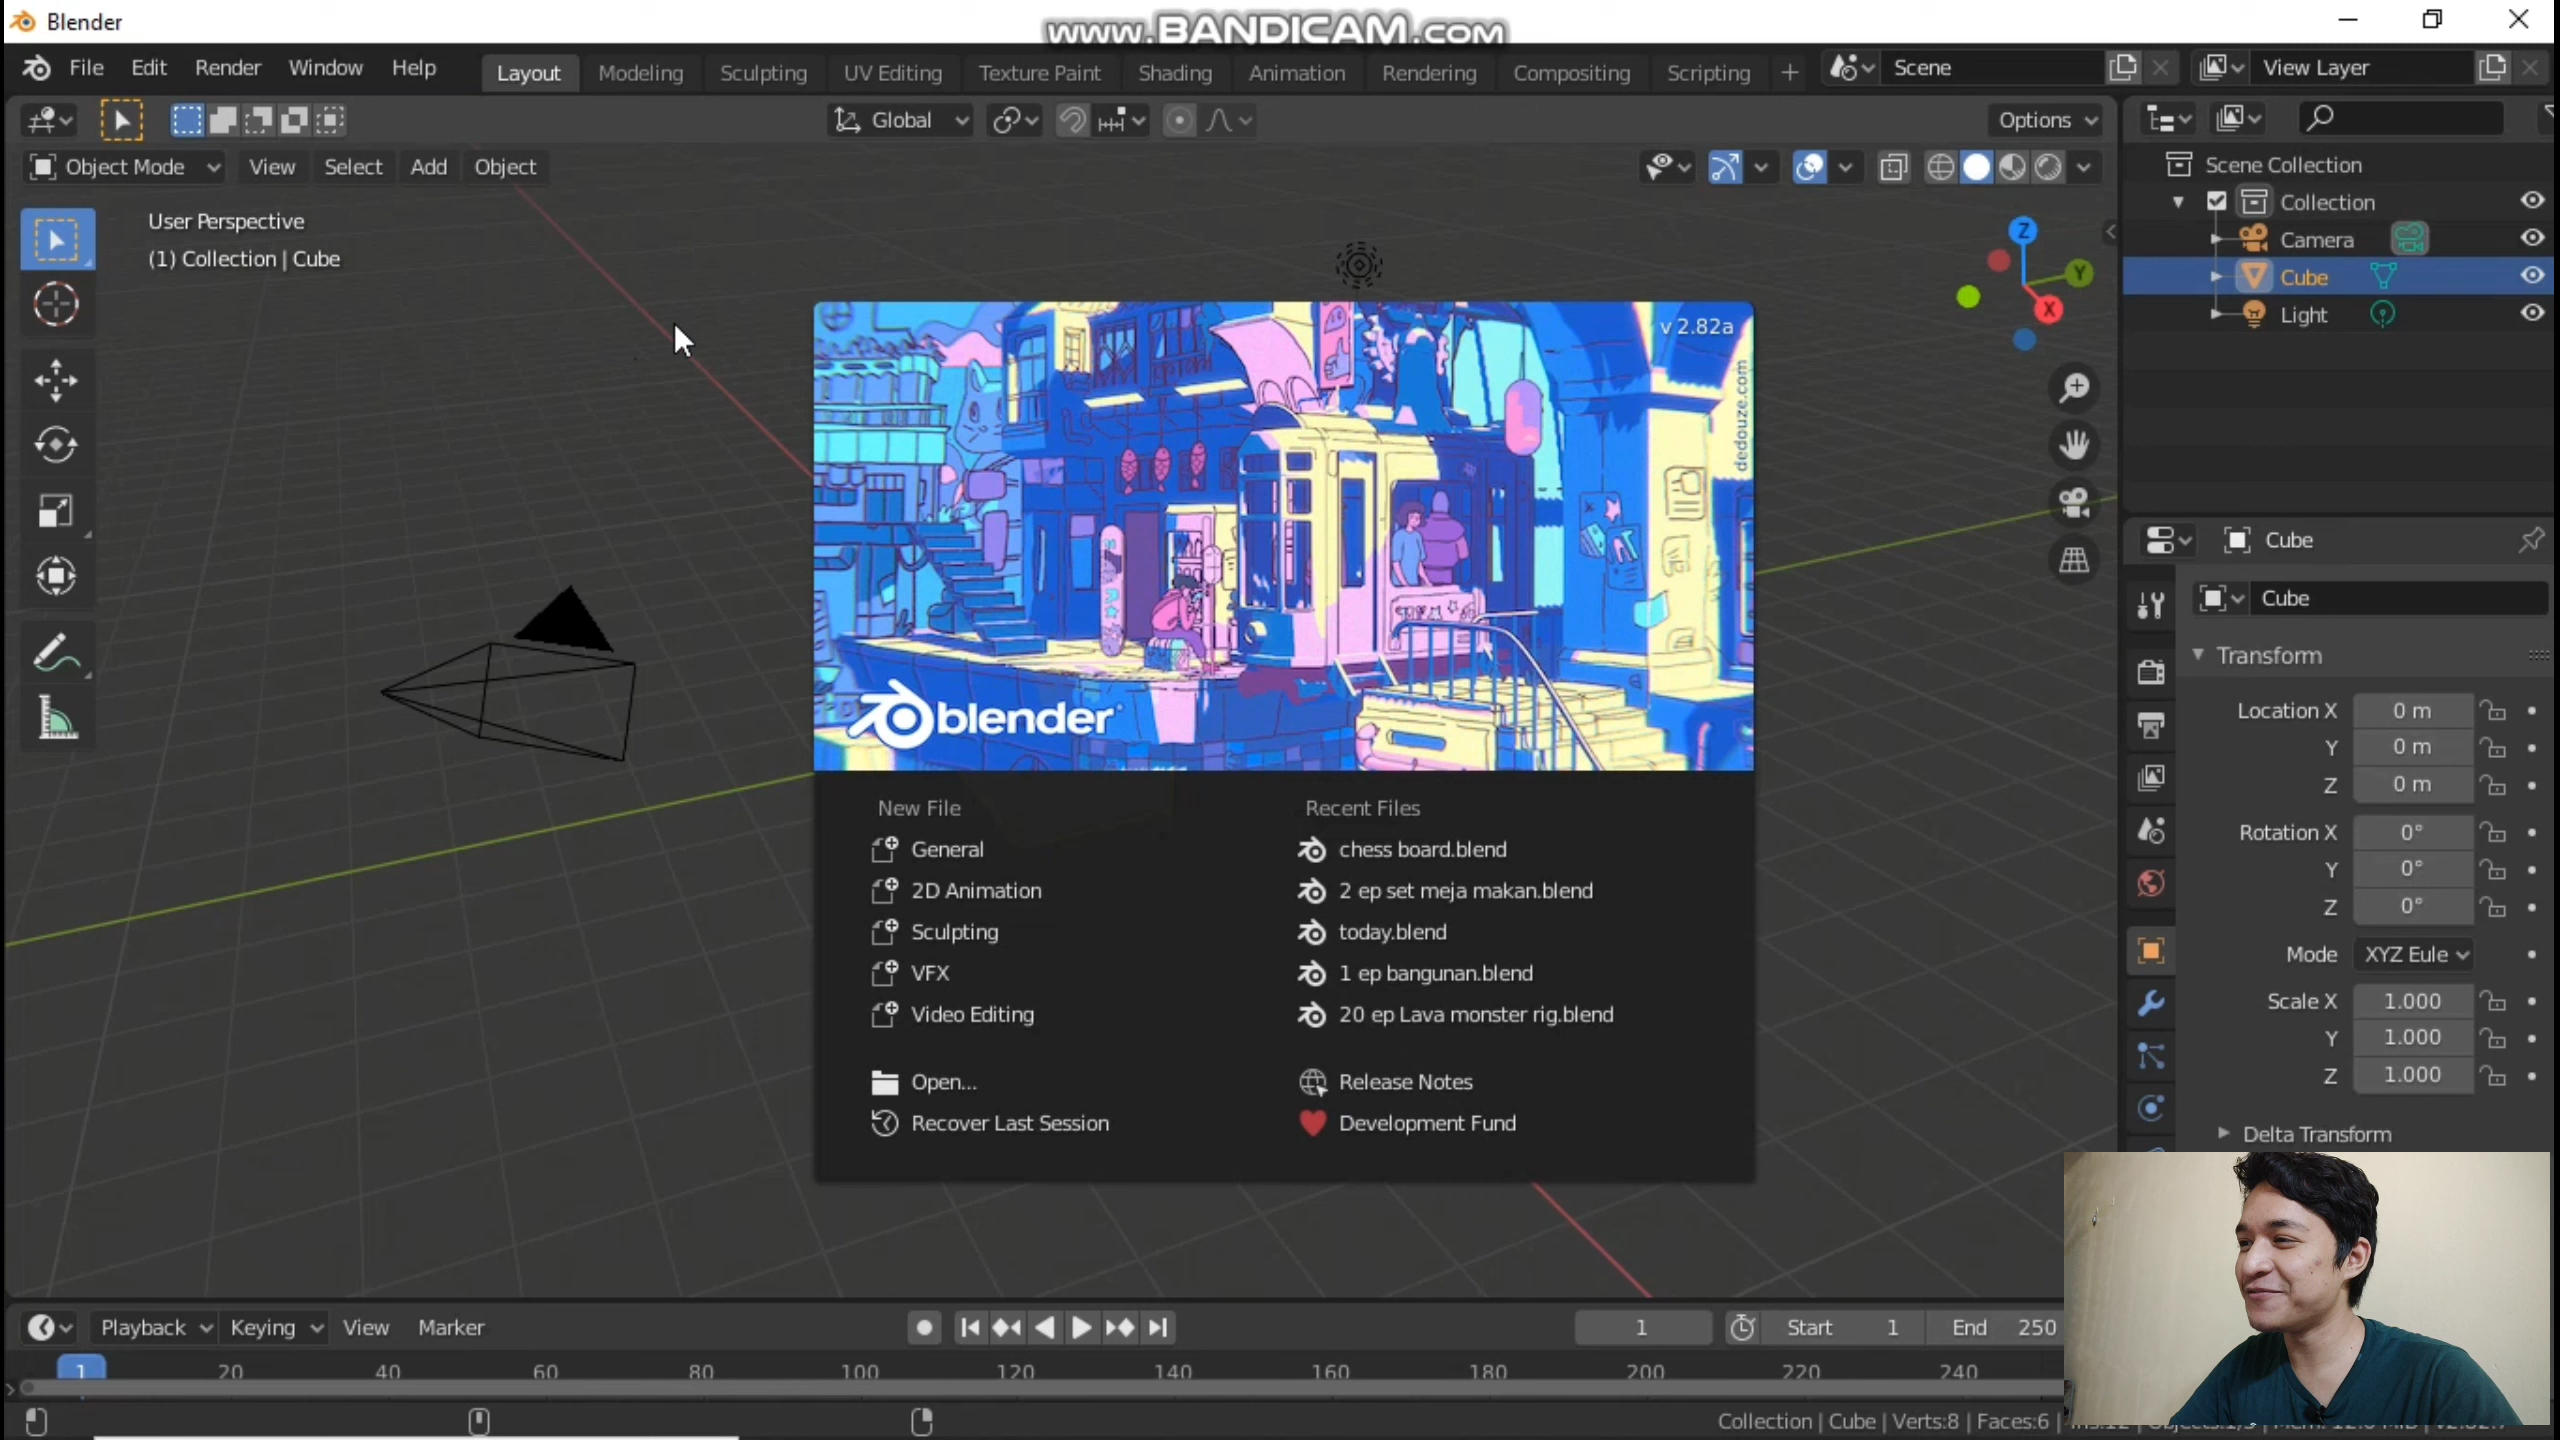 Blender
www.BANDICAM.com
File Edit Render Window Help
Layout Modeling Sculpting UV Editing Texture Paint Shading Animation Rendering Compositing Scripting +
Scene
View Layer
Global
Options
Object Mode View Select Add Object
User Perspective
(1) Collection | Cube
Z
Y
X
Scene Collection
Collection
Camera
Cube
Light
v 2.82a
dedouze.com
blender
New File
General
2D Animation
Sculpting
VFX
Video Editing
Open...
Recover Last Session
Recent Files
chess board.blend
2 ep set meja makan.blend
today.blend
1 ep bangunan.blend
20 ep Lava monster rig.blend
Release Notes
Development Fund
Cube
Cube
Transform
Location X 0 m
Y 0 m
Z 0 m
Rotation X 0°
Y 0°
Z 0°
Mode XYZ Eule
Scale X 1.000
Y 1.000
Z 1.000
Delta Transform
Playback Keying View Marker
1
Start 1
End 250
1 20 40 60 80 100 120 140 160 180 200 220 240
Collection | Cube | Verts:8 | Faces:6 |